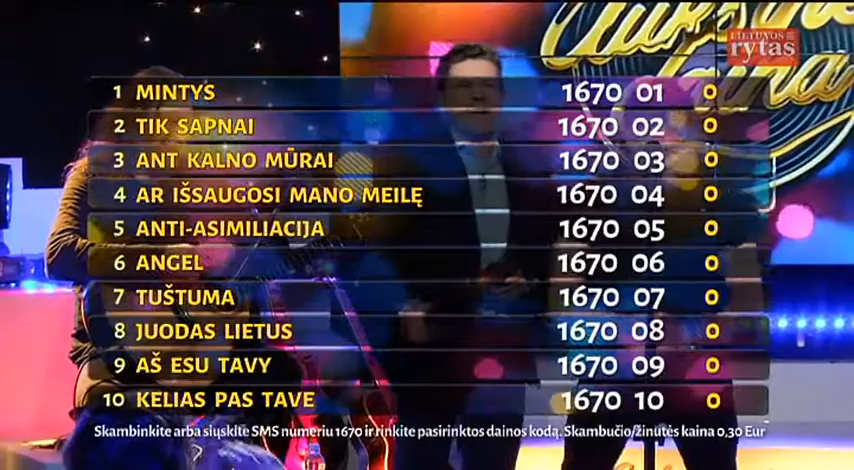 Auksinė
LIETUVOS
rytas
daina
1 MINTYS 1670 01 0
2 TIK SAPNAI 1670 02 0
3 ANT KALNO MŪRAI 1670 03 0
4 AR IŠSAUGOSI MANO MEILĘ 1670 04 0
5 ANTI-ASIMILIACIJA 1670 05 0
6 ANGEL 1670 06 0
7 TUŠTUMA 1670 07 0
8 JUODAS LIETUS 1670 08 0
9 AŠ ESU TAVY 1670 09 0
10 KELIAS PAS TAVE 1670 10 0
Skambinkite arba siųskite SMS numeriu 1670 ir rinkite pasirinktos dainos kodą. Skambučio/žinutės kaina 0,30 Eur